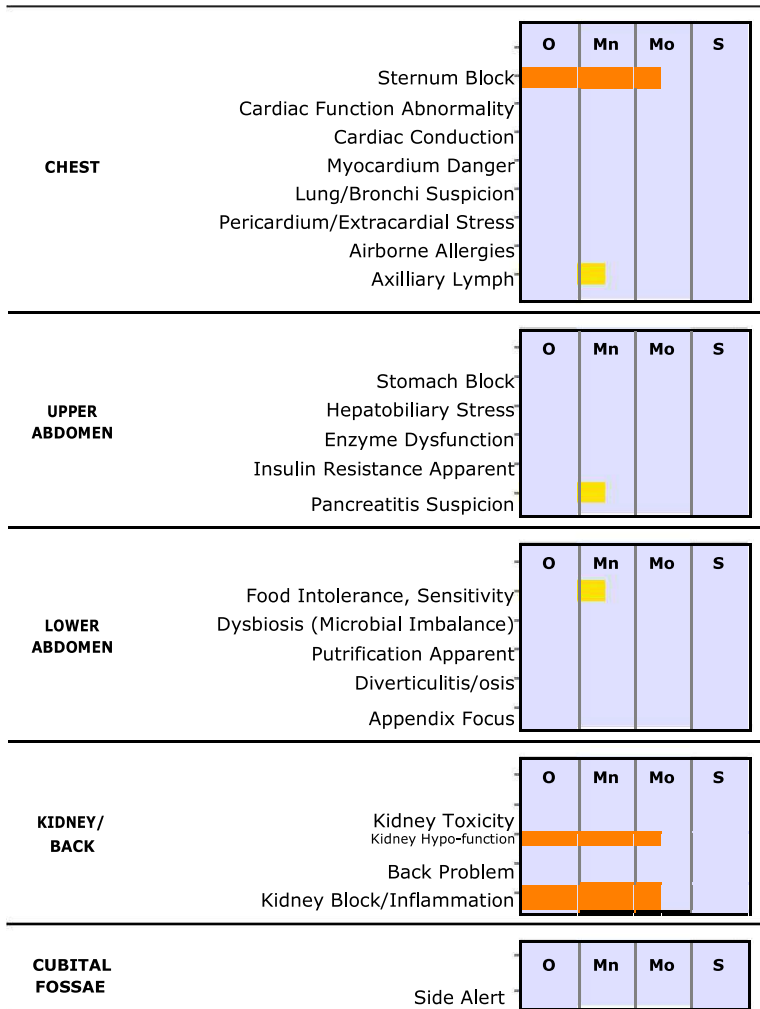 O Mn Mo S
Sternum Block
Cardiac Function Abnormality
Cardiac Conduction
CHEST
Myocardium Danger
Lung/Bronchi Suspicion
Pericardium/Extracardial Stress
Airborne Allergies
Axilliary Lymph
O Mn Mo S
Stomach Block
UPPER
ABDOMEN
Hepatobiliary Stress
Enzyme Dysfunction
Insulin Resistance Apparent
Pancreatitis Suspicion
O Mn Mo S
Food Intolerance, Sensitivity
LOWER
ABDOMEN
Dysbiosis (Microbial Imbalance)
Putrification Apparent
Diverticulitis/osis
Appendix Focus
O Mn Mo S
KIDNEY/
BACK
Kidney Toxicity
Kidney Hypo-function
Back Problem
Kidney Block/Inflammation
CUBITAL
FOSSAE
O Mn Mo S
Side Alert